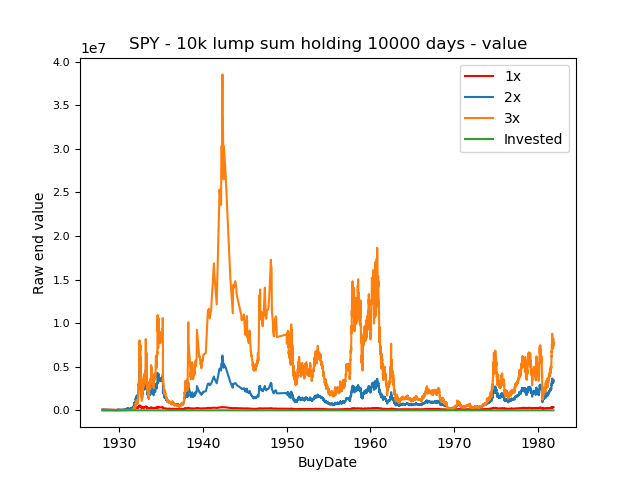 SPY - 10k lump sum holding 10000 days - value
1e7
4.0
3.5
3.0
2.5
2.0
1.5
1.0
0.5
0.0
Raw end value
1x
2x
3x
Invested
1930 1940 1950 1960 1970 1980
BuyDate